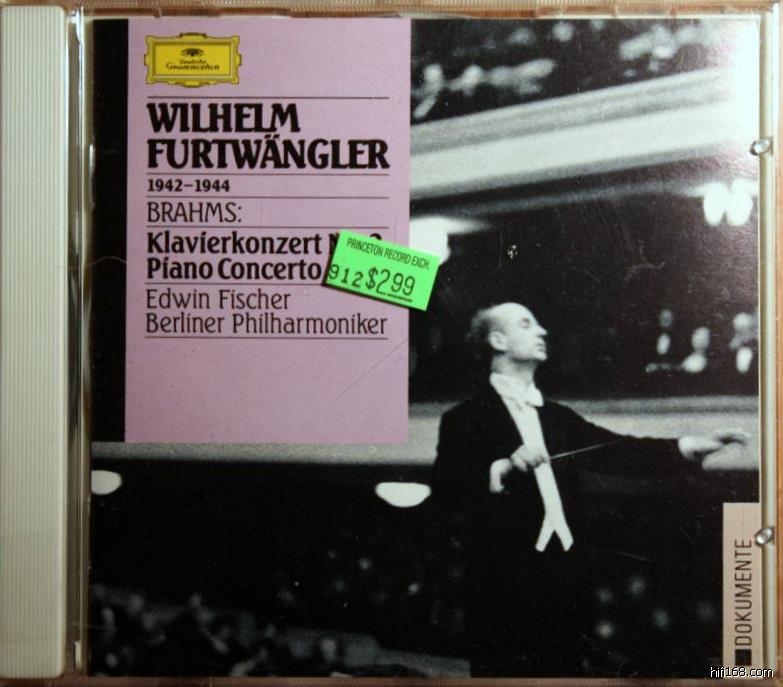 Deutsche
Grammophon
WILHELM
FURTWÄNGLER
1942–1944
BRAHMS:
Klavierkonzert
Piano Concerto
Edwin Fischer
Berliner Philharmoniker
PRINCETON RECORD EXCH.
912 $2.99
DOKUMENTE
hifi168.com